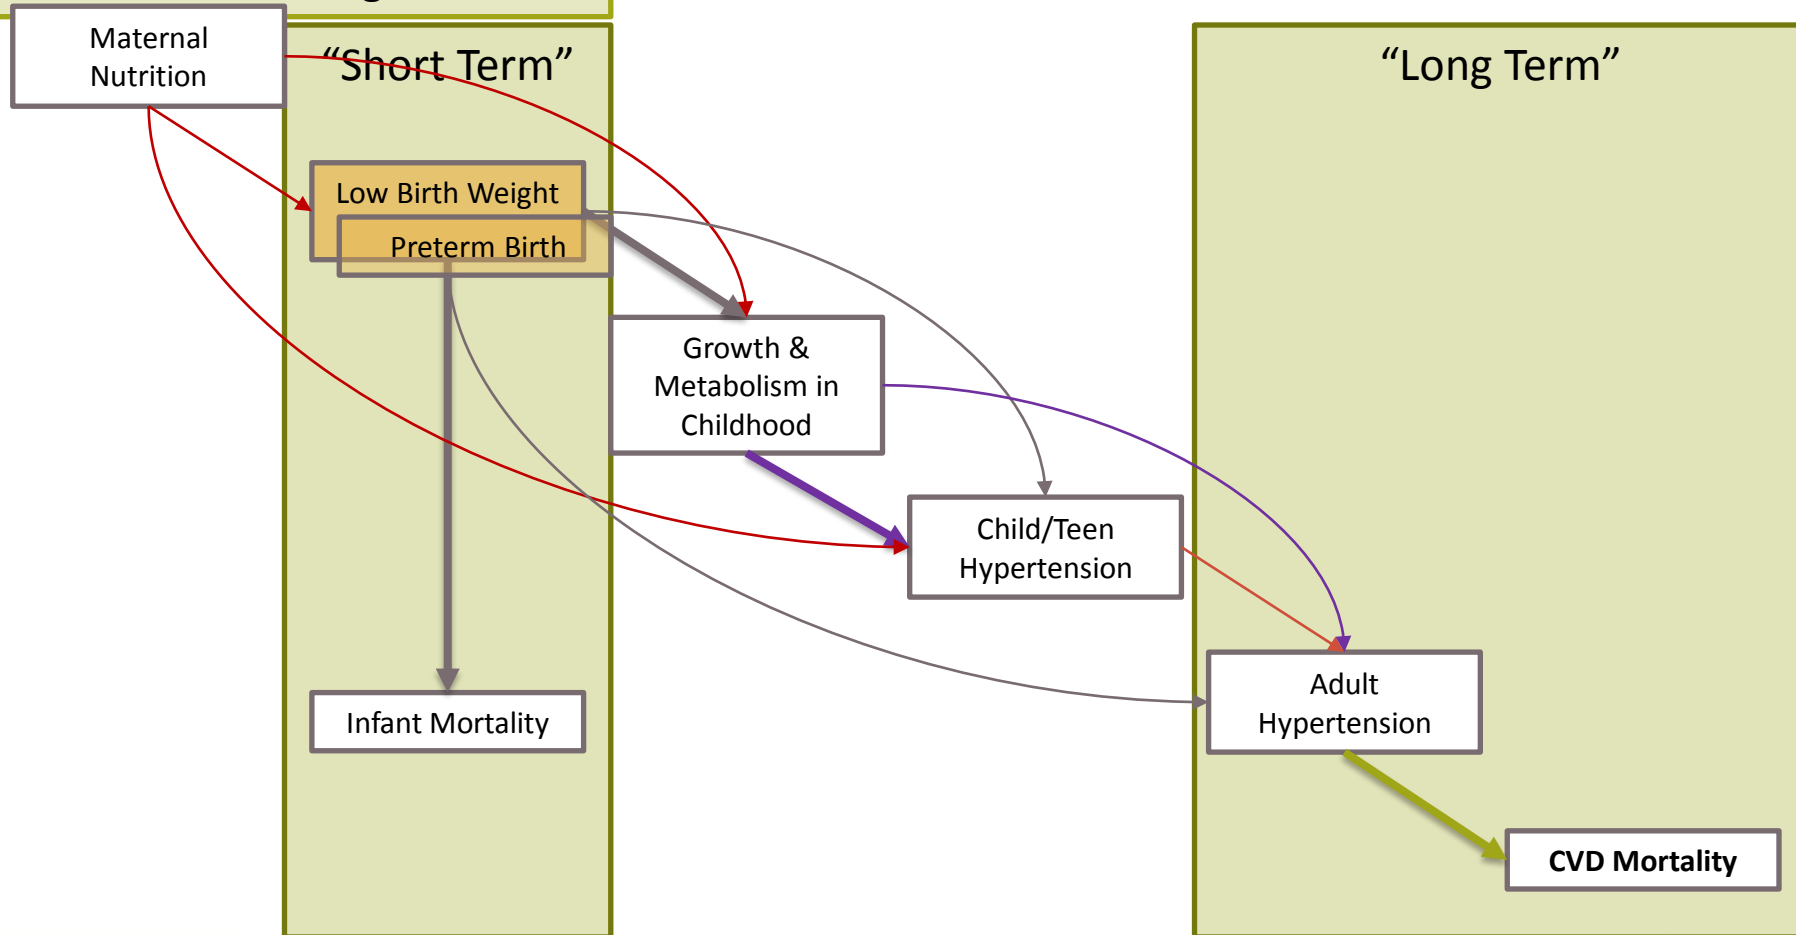 Maternal
Nutrition
“Short Term”
“Long Term”
Low Birth Weight
Preterm Birth
Growth &
Metabolism in
Childhood
Child/Teen
Hypertension
Adult
Hypertension
Infant Mortality
CVD Mortality